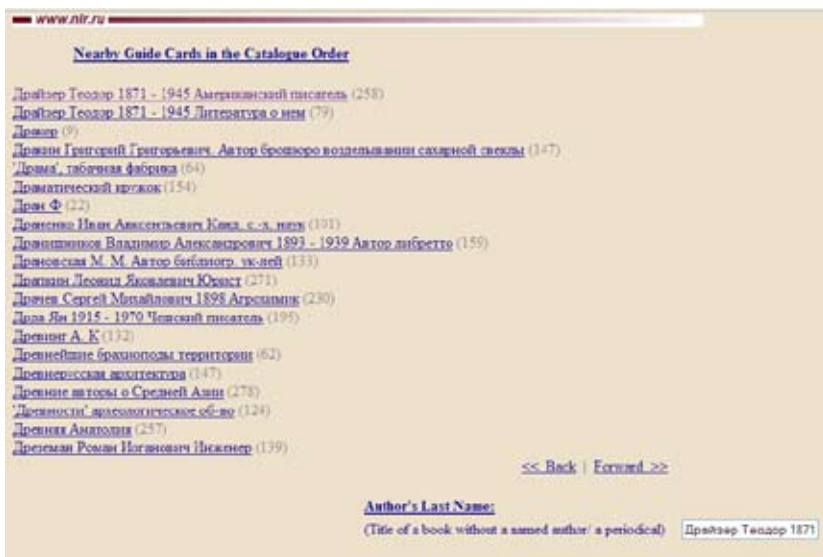 www.nlr.ru
Nearby Guide Cards in the Catalogue Order
Драйзер Теодор 1871 - 1945 Американский писатель (258)
Драйзер Теодор 1871 - 1945 Литература о нем (79)
Дракер (9)
Дракин Григорий Григорьевич. Автор брошюро возделывании сахарной свеклы (147)
'Драма', табачная фабрика (64)
Драматический кружок (154)
Дран Ф (22)
Драненко Иван Авксентьевич Канд. с.-х. наук (101)
Дранишников Владимир Александрович 1893 - 1939 Автор либретто (159)
Драновская М. М. Автор библиогр. ук-лей (133)
Драпкин Леонид Яковлевич Юрист (271)
Драчев Сергей Михайлович 1898 Агрохимик (230)
Дрда Ян 1915 - 1970 Чешский писатель (195)
Древинг А. К (132)
Древнейшие брахиоподы территории (62)
Древнерусская архитектура (147)
Древние авторы о Средней Азии (278)
'Древности' археологическое об-во (124)
Древняя Анатолия (257)
Дреземан Роман Иоганович Инженер (139)
<< Back | Forward >>
Author's Last Name:
(Title of a book without a named author/ a periodical) Драйзер Теодор 1871